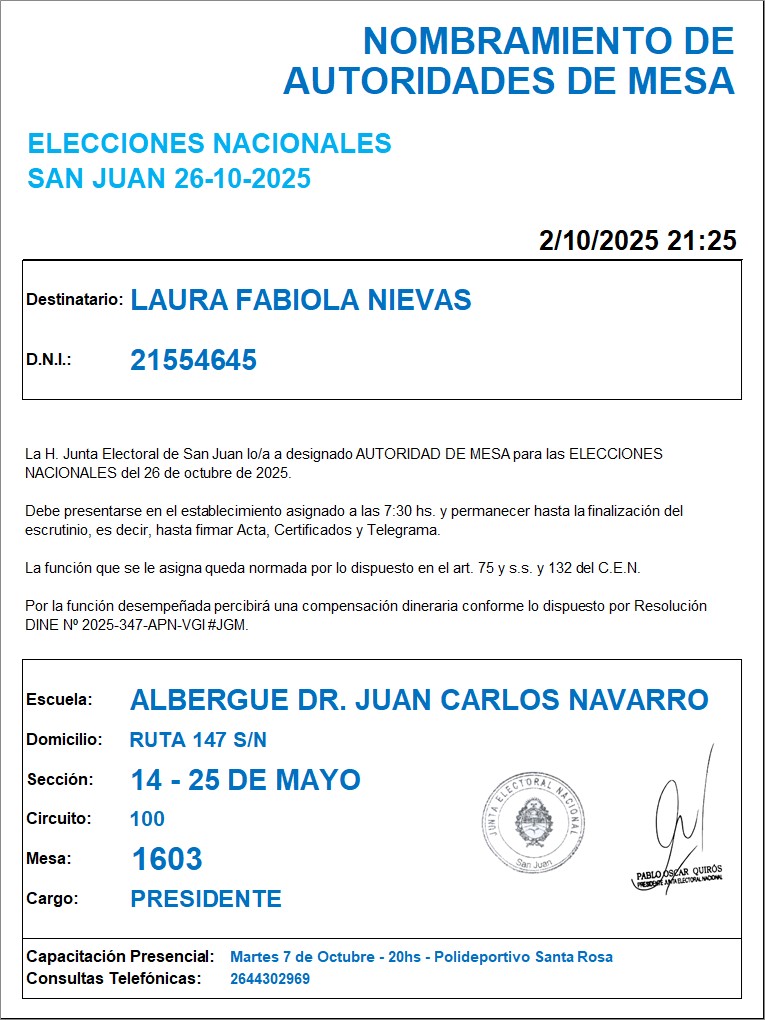 NOMBRAMIENTO DE
AUTORIDADES DE MESA
ELECCIONES NACIONALES
SAN JUAN 26-10-2025
2/10/2025 21:25
Destinatario: LAURA FABIOLA NIEVAS
D.N.I.: 21554645
La H. Junta Electoral de San Juan lo/a a designado AUTORIDAD DE MESA para las ELECCIONES
NACIONALES del 26 de octubre de 2025.
Debe presentarse en el establecimiento asignado a las 7:30 hs. y permanecer hasta la finalización del
escrutinio, es decir, hasta firmar Acta, Certificados y Telegrama.
La función que se le asigna queda normada por lo dispuesto en el art. 75 y s.s. y 132 del C.E.N.
Por la función desempeñada percibirá una compensación dineraria conforme lo dispuesto por Resolución
DINE Nº 2025-347-APN-VGI#JGM.
Escuela: ALBERGUE DR. JUAN CARLOS NAVARRO
Domicilio: RUTA 147 S/N
Sección: 14 - 25 DE MAYO
Circuito: 100
Mesa: 1603
Cargo: PRESIDENTE
JUNTA ELECTORAL NACIONAL
San Juan
PABLO OSCAR QUIRÓS
PRESIDENTE JUNTA ELECTORAL NACIONAL
Capacitación Presencial: Martes 7 de Octubre - 20hs - Polideportivo Santa Rosa
Consultas Telefónicas: 2644302969